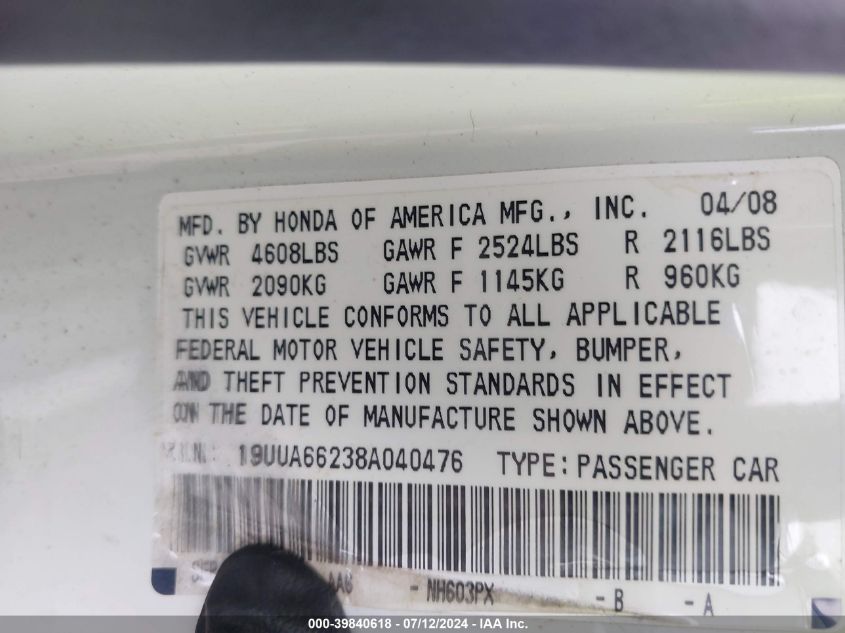 MFD. BY HONDA OF AMERICA MFG., INC. 04/08
GVWR 4608LBS GAWR F 2524LBS R 2116LBS
GVWR 2090KG GAWR F 1145KG R 960KG
THIS VEHICLE CONFORMS TO ALL APPLICABLE
FEDERAL MOTOR VEHICLE SAFETY, BUMPER,
AND THEFT PREVENTION STANDARDS IN EFFECT
ON THE DATE OF MANUFACTURE SHOWN ABOVE.
19UUA66238A040476 TYPE: PASSENGER CAR
AA6 - NH603PX - B - A
000-39840618 - 07/12/2024 - IAA Inc.